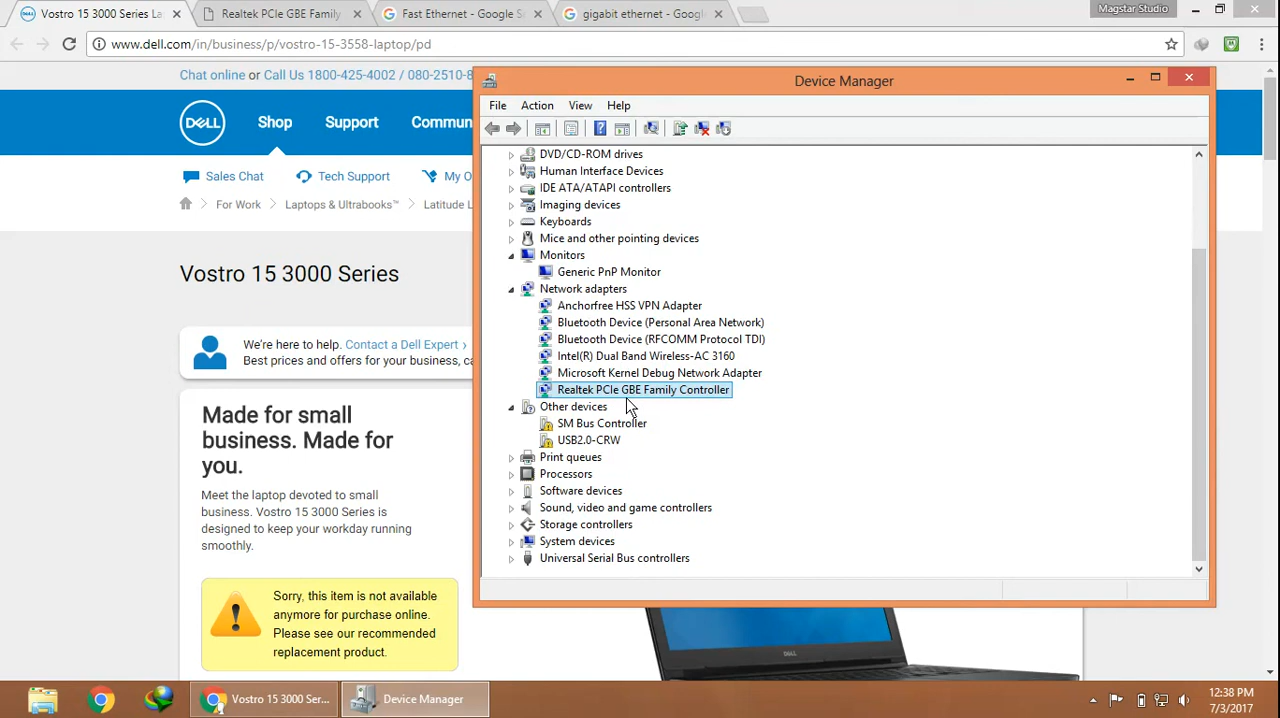 Vostro 15 3000 Series La
Realtek PCIe GBE Family
Fast Ethernet - Google Se
gigabit ethernet - Google
Magstar Studio
www.dell.com/in/business/p/vostro-15-3558-laptop/pd
Chat online or Call Us 1800-425-4002 / 080-2510-8
DELL
Shop
Support
Commun
Sales Chat
Tech Support
My O
For Work
Laptops & Ultrabooks™
Latitude L
Vostro 15 3000 Series
We're here to help. Contact a Dell Expert ›
Best prices and offers for your business, ca
Made for small
business. Made for
you.
Meet the laptop devoted to small
business. Vostro 15 3000 Series is
designed to keep your workday running
smoothly.
Sorry, this item is not available
anymore for purchase online.
Please see our recommended
replacement product.
DELL
Device Manager
File
Action
View
Help
DVD/CD-ROM drives
Human Interface Devices
IDE ATA/ATAPI controllers
Imaging devices
Keyboards
Mice and other pointing devices
Monitors
Generic PnP Monitor
Network adapters
Anchorfree HSS VPN Adapter
Bluetooth Device (Personal Area Network)
Bluetooth Device (RFCOMM Protocol TDI)
Intel(R) Dual Band Wireless-AC 3160
Microsoft Kernel Debug Network Adapter
Realtek PCIe GBE Family Controller
Other devices
SM Bus Controller
USB2.0-CRW
Print queues
Processors
Software devices
Sound, video and game controllers
Storage controllers
System devices
Universal Serial Bus controllers
Vostro 15 3000 Ser...
Device Manager
12:38 PM
7/3/2017